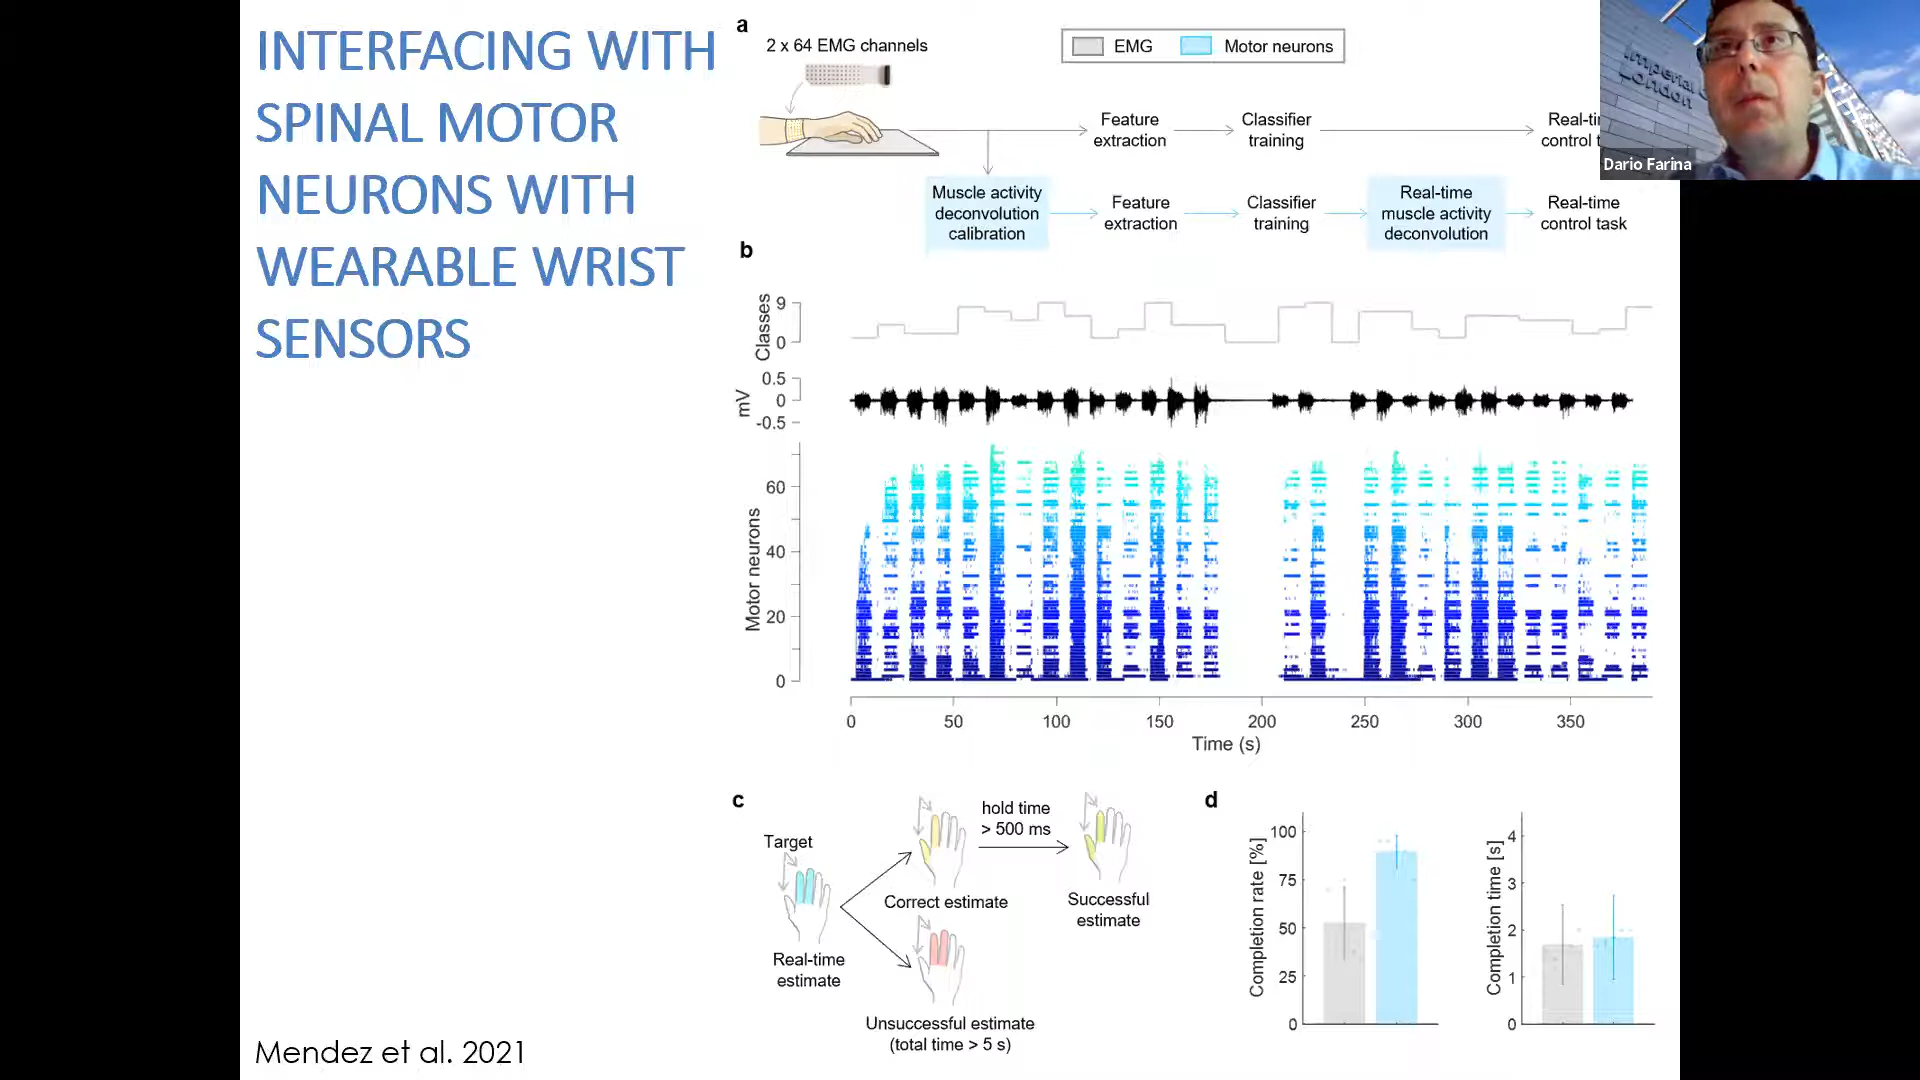 INTERFACING WITH
SPINAL MOTOR
NEURONS WITH
WEARABLE WRIST
SENSORS
Mendez et al. 2021
a
2 x 64 EMG channels
EMG
Motor neurons
Feature
extraction
Classifier
training
Real-ti
control t
Muscle activity
deconvolution
calibration
Feature
extraction
Classifier
training
Real-time
muscle activity
deconvolution
Real-time
control task
Imperial
London
Dario Farina
b
Classes
9
0
mV
0.5
0
-0.5
Motor neurons
60
40
20
0
0 50 100 150 200 250 300 350
Time (s)
c
Target
Real-time
estimate
Correct estimate
hold time
> 500 ms
Successful
estimate
Unsuccessful estimate
(total time > 5 s)
d
Completion rate [%]
100
75
50
25
0
Completion time [s]
4
3
2
1
0